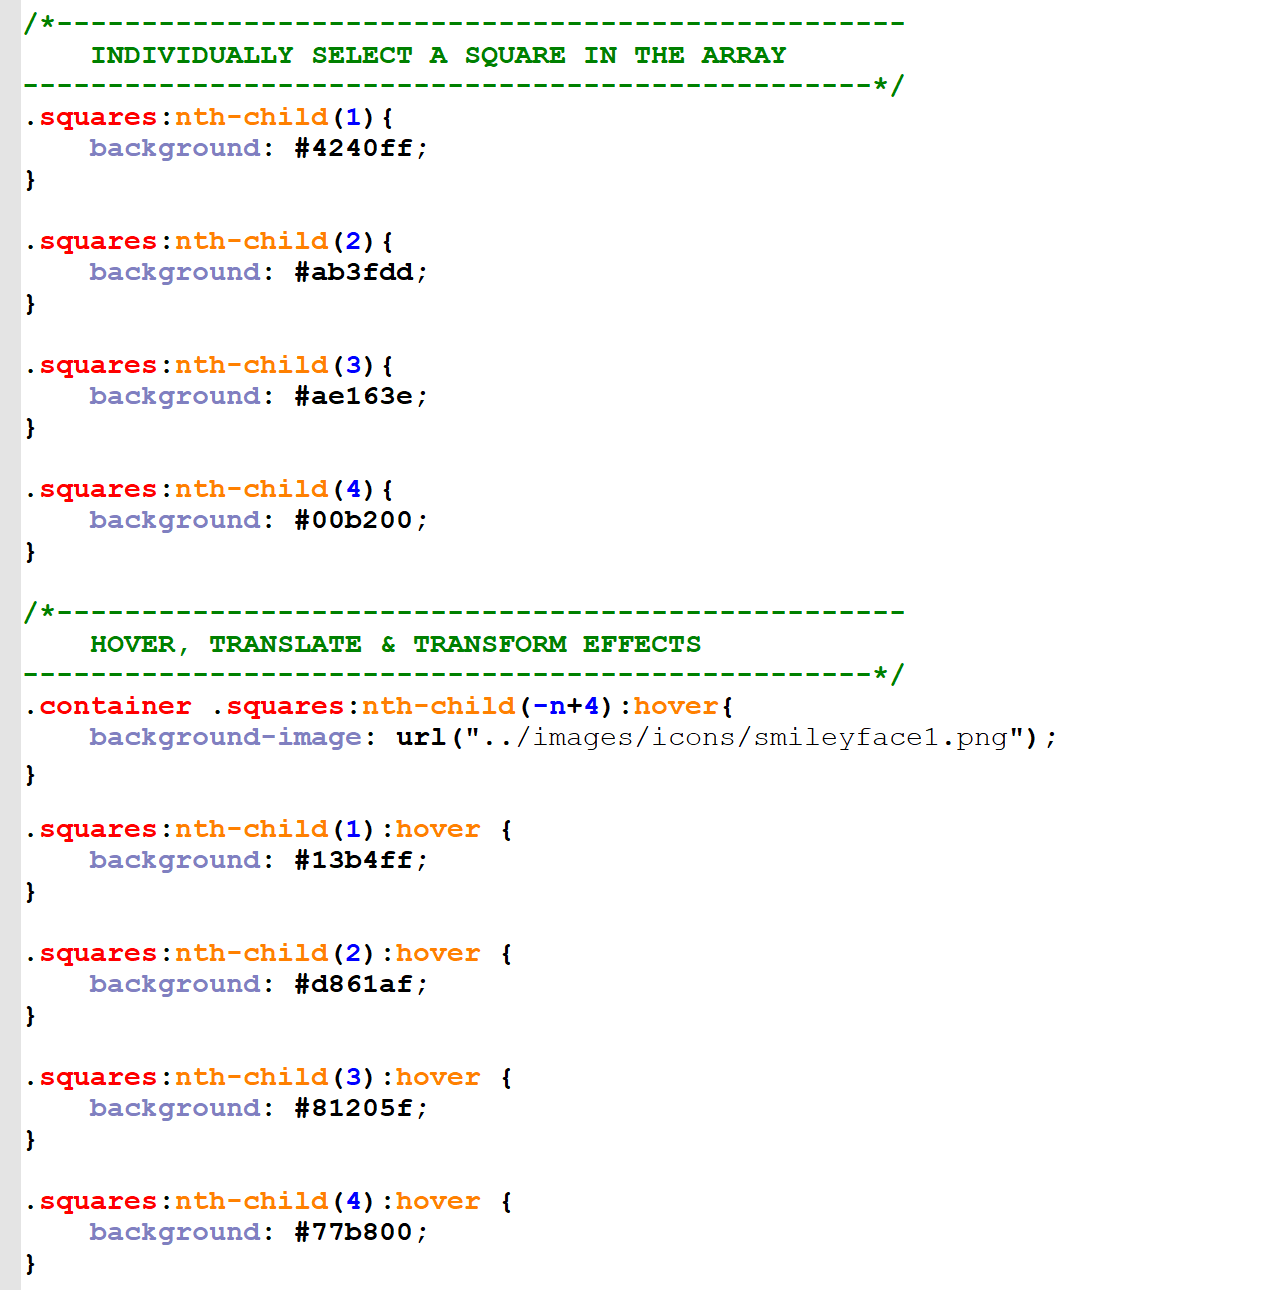 /*--------------------------------------------------
    INDIVIDUALLY SELECT A SQUARE IN THE ARRAY
--------------------------------------------------*/
.squares:nth-child(1){
    background: #4240ff;
}
.squares:nth-child(2){
    background: #ab3fdd;
}
.squares:nth-child(3){
    background: #ae163e;
}
.squares:nth-child(4){
    background: #00b200;
}
/*--------------------------------------------------
    HOVER, TRANSLATE & TRANSFORM EFFECTS
--------------------------------------------------*/
.container .squares:nth-child(-n+4):hover{
    background-image: url("../images/icons/smileyface1.png");
}
.squares:nth-child(1):hover {
    background: #13b4ff;
}
.squares:nth-child(2):hover {
    background: #d861af;
}
.squares:nth-child(3):hover {
    background: #81205f;
}
.squares:nth-child(4):hover {
    background: #77b800;
}